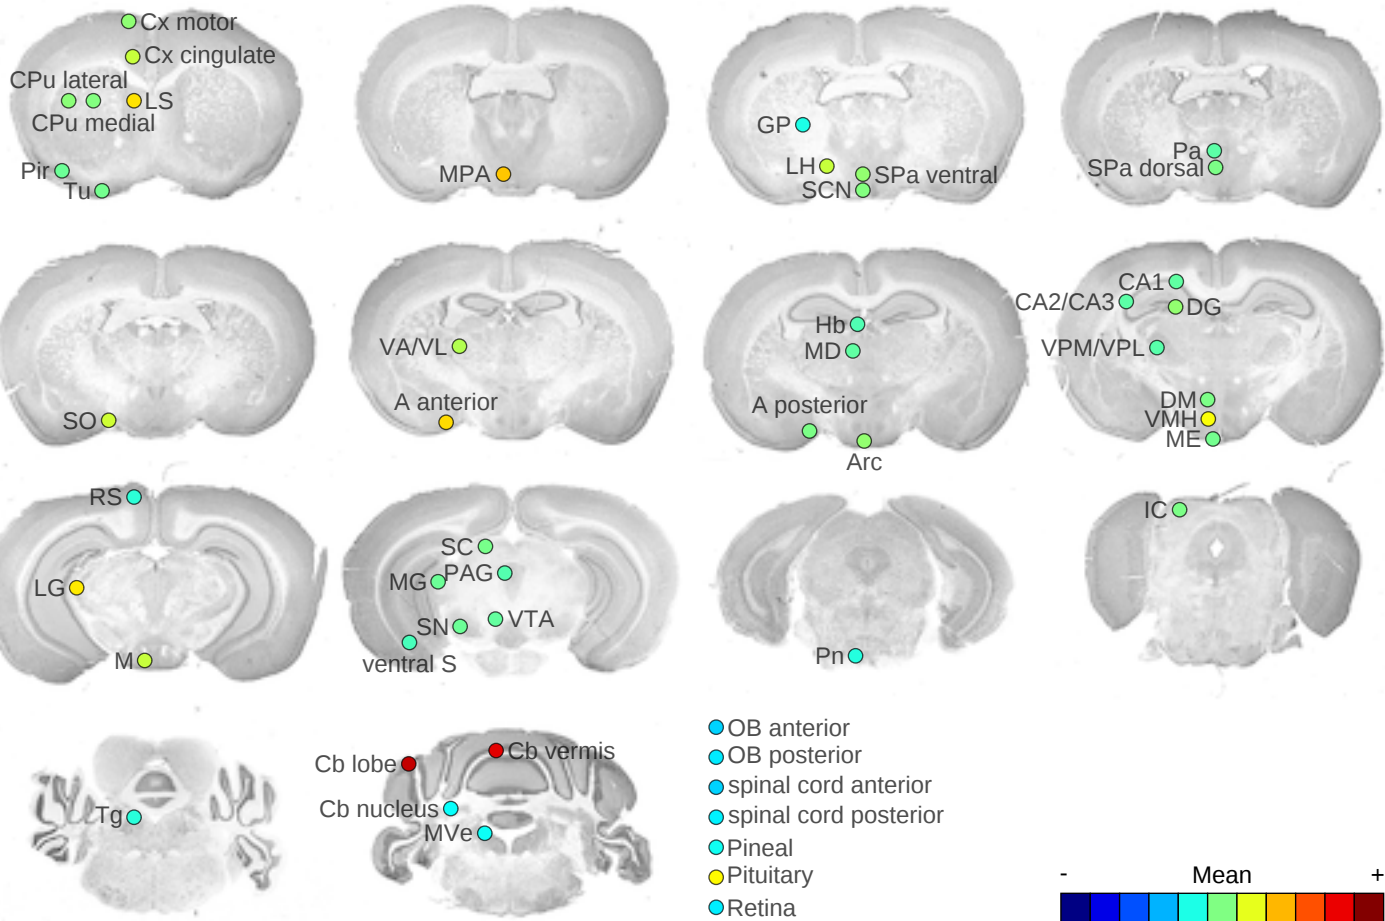 Cx motor
Cx cingulate
CPu lateral
LS
CPu medial
Pir
Tu
MPA
GP
LH
SPa ventral
SCN
Pa
SPa dorsal
SO
VA/VL
A anterior
Hb
MD
A posterior
Arc
CA1
CA2/CA3
DG
VPM/VPL
DM
VMH
ME
RS
LG
M
SC
MG
PAG
SN
VTA
ventral S
Pn
IC
Tg
Cb lobe
Cb vermis
Cb nucleus
MVe
OB anterior
OB posterior
spinal cord anterior
spinal cord posterior
Pineal
Pituitary
Retina
- Mean +